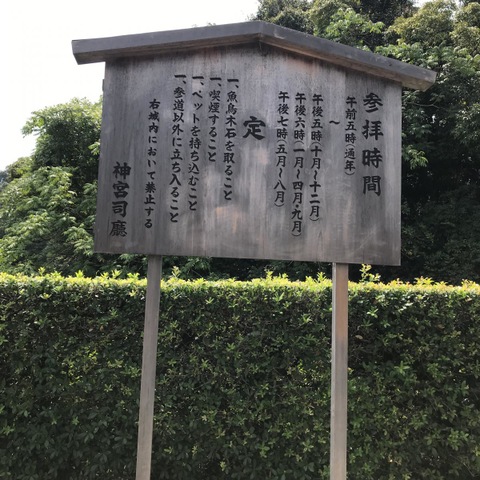 参拝時間
午前五時（通年）
〜
午後五時（十月〜十二月）
午後六時（一月〜四月・九月）
午後七時（五月〜八月）
定
一、魚鳥木石を取ること
一、喫煙すること
一、ペットを持ち込むこと
一、参道以外に立ち入ること
右域内において禁止する
神宮司廳